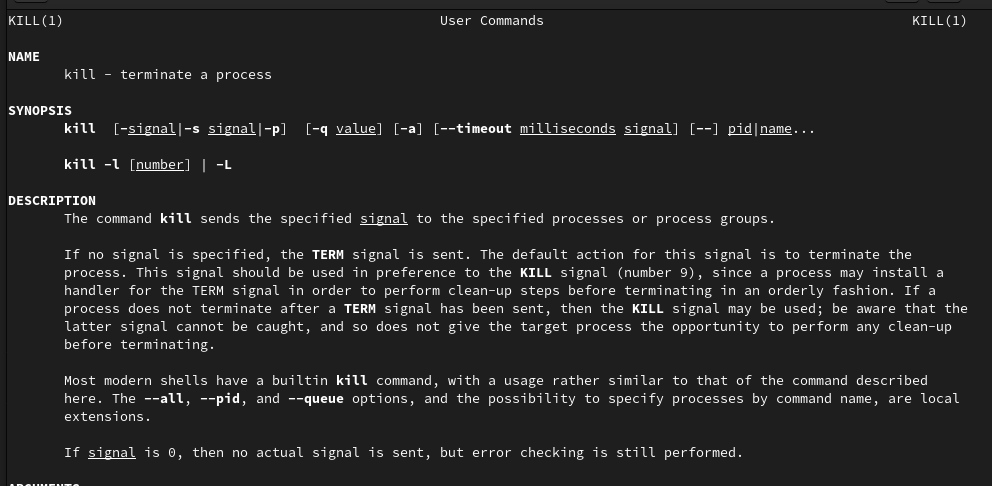 KILL(1) User Commands KILL(1)
NAME
kill - terminate a process
SYNOPSIS
kill [-signal|-s signal|-p] [-q value] [-a] [--timeout milliseconds signal] [--] pid|name...
kill -l [number] | -L
DESCRIPTION
The command kill sends the specified signal to the specified processes or process groups.
If no signal is specified, the TERM signal is sent. The default action for this signal is to terminate the
process. This signal should be used in preference to the KILL signal (number 9), since a process may install a
handler for the TERM signal in order to perform clean-up steps before terminating in an orderly fashion. If a
process does not terminate after a TERM signal has been sent, then the KILL signal may be used; be aware that the
latter signal cannot be caught, and so does not give the target process the opportunity to perform any clean-up
before terminating.
Most modern shells have a builtin kill command, with a usage rather similar to that of the command described
here. The --all, --pid, and --queue options, and the possibility to specify processes by command name, are local
extensions.
If signal is 0, then no actual signal is sent, but error checking is still performed.
ARGUMENTS